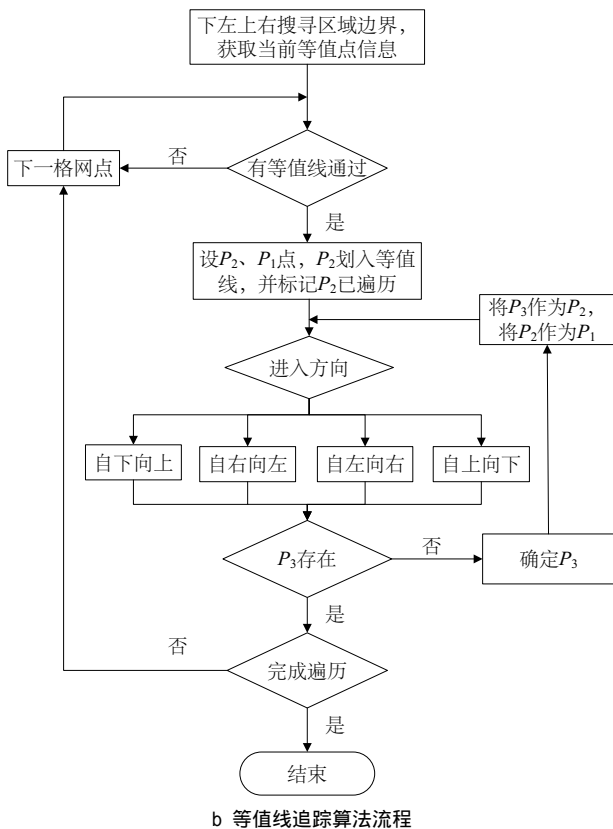 下左上右搜寻区域边界，
获取当前等值点信息
下一格网点
否
有等值线通过
是
设P₂、P₁点，P₂划入等值
线，并标记P₂已遍历
将P₃作为P₂，
将P₂作为P₁
进入方向
自下向上
自右向左
自左向右
自上向下
P₃存在
否
确定P₃
是
否
完成遍历
是
结束
b 等值线追踪算法流程